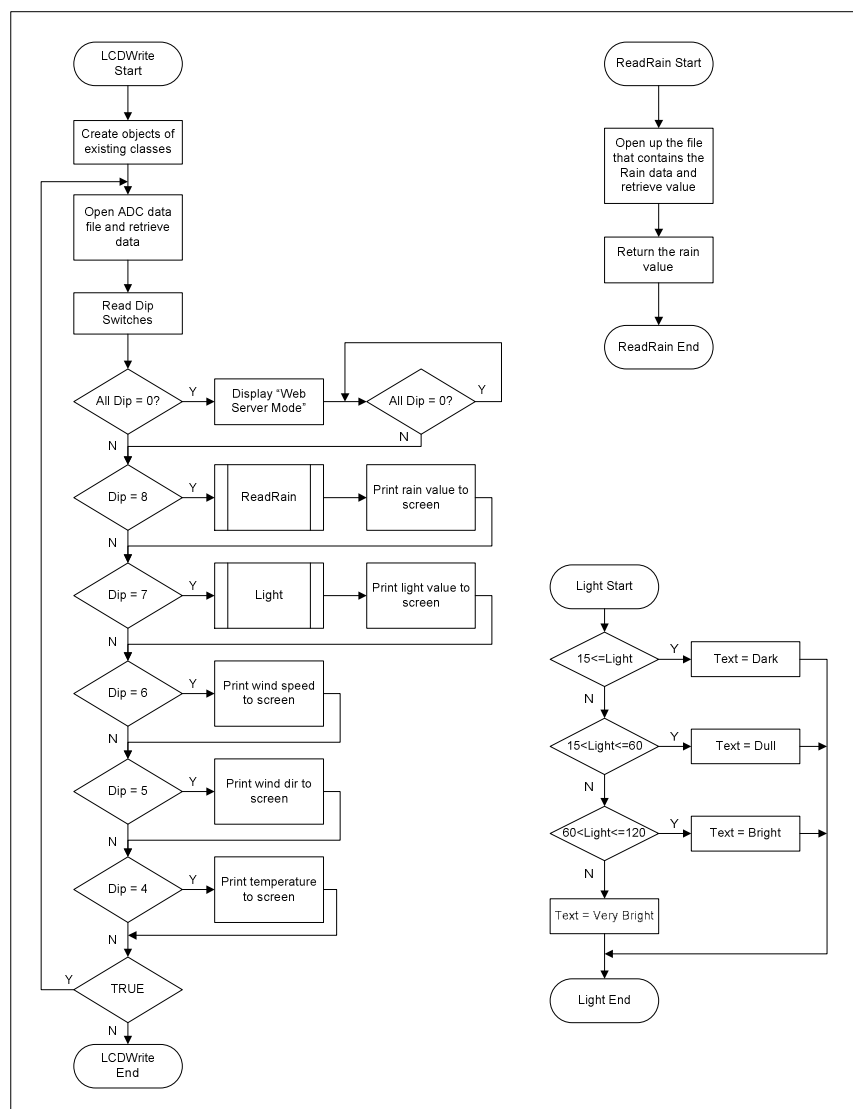 LCDWrite
Start
Create objects of
existing classes
Open ADC data
file and retrieve
data
Read Dip
Switches
All Dip = 0?
Y
Display “Web
Server Mode”
All Dip = 0?
Y
N
N
Dip = 8
Y
ReadRain
Print rain value to
screen
N
Dip = 7
Y
Light
Print light value to
screen
N
Dip = 6
Y
Print wind speed
to screen
N
Dip = 5
Y
Print wind dir to
screen
N
Dip = 4
Y
Print temperature
to screen
N
Y
TRUE
N
LCDWrite
End
ReadRain Start
Open up the file
that contains the
Rain data and
retrieve value
Return the rain
value
ReadRain End
Light Start
15<=Light
Y
Text = Dark
N
15<Light<=60
Y
Text = Dull
N
60<Light<=120
Y
Text = Bright
N
Text = Very Bright
Light End